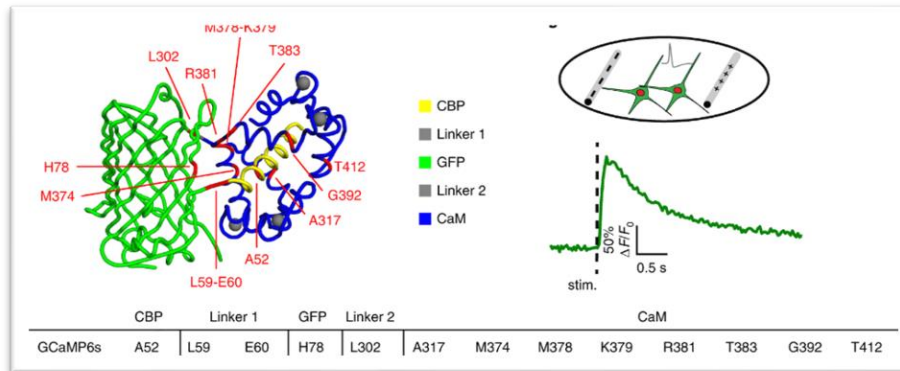 M378-K379
T383
L302
R381
H78
M374
T412
G392
A317
A52
L59-E60
CBP
Linker 1
GFP
Linker 2
CaM
50%
Δ F/F0
0.5 s
stim.
CBP Linker 1 GFP Linker 2 CaM
GCaMP6s A52 L59 E60 H78 L302 A317 M374 M378 K379 R381 T383 G392 T412